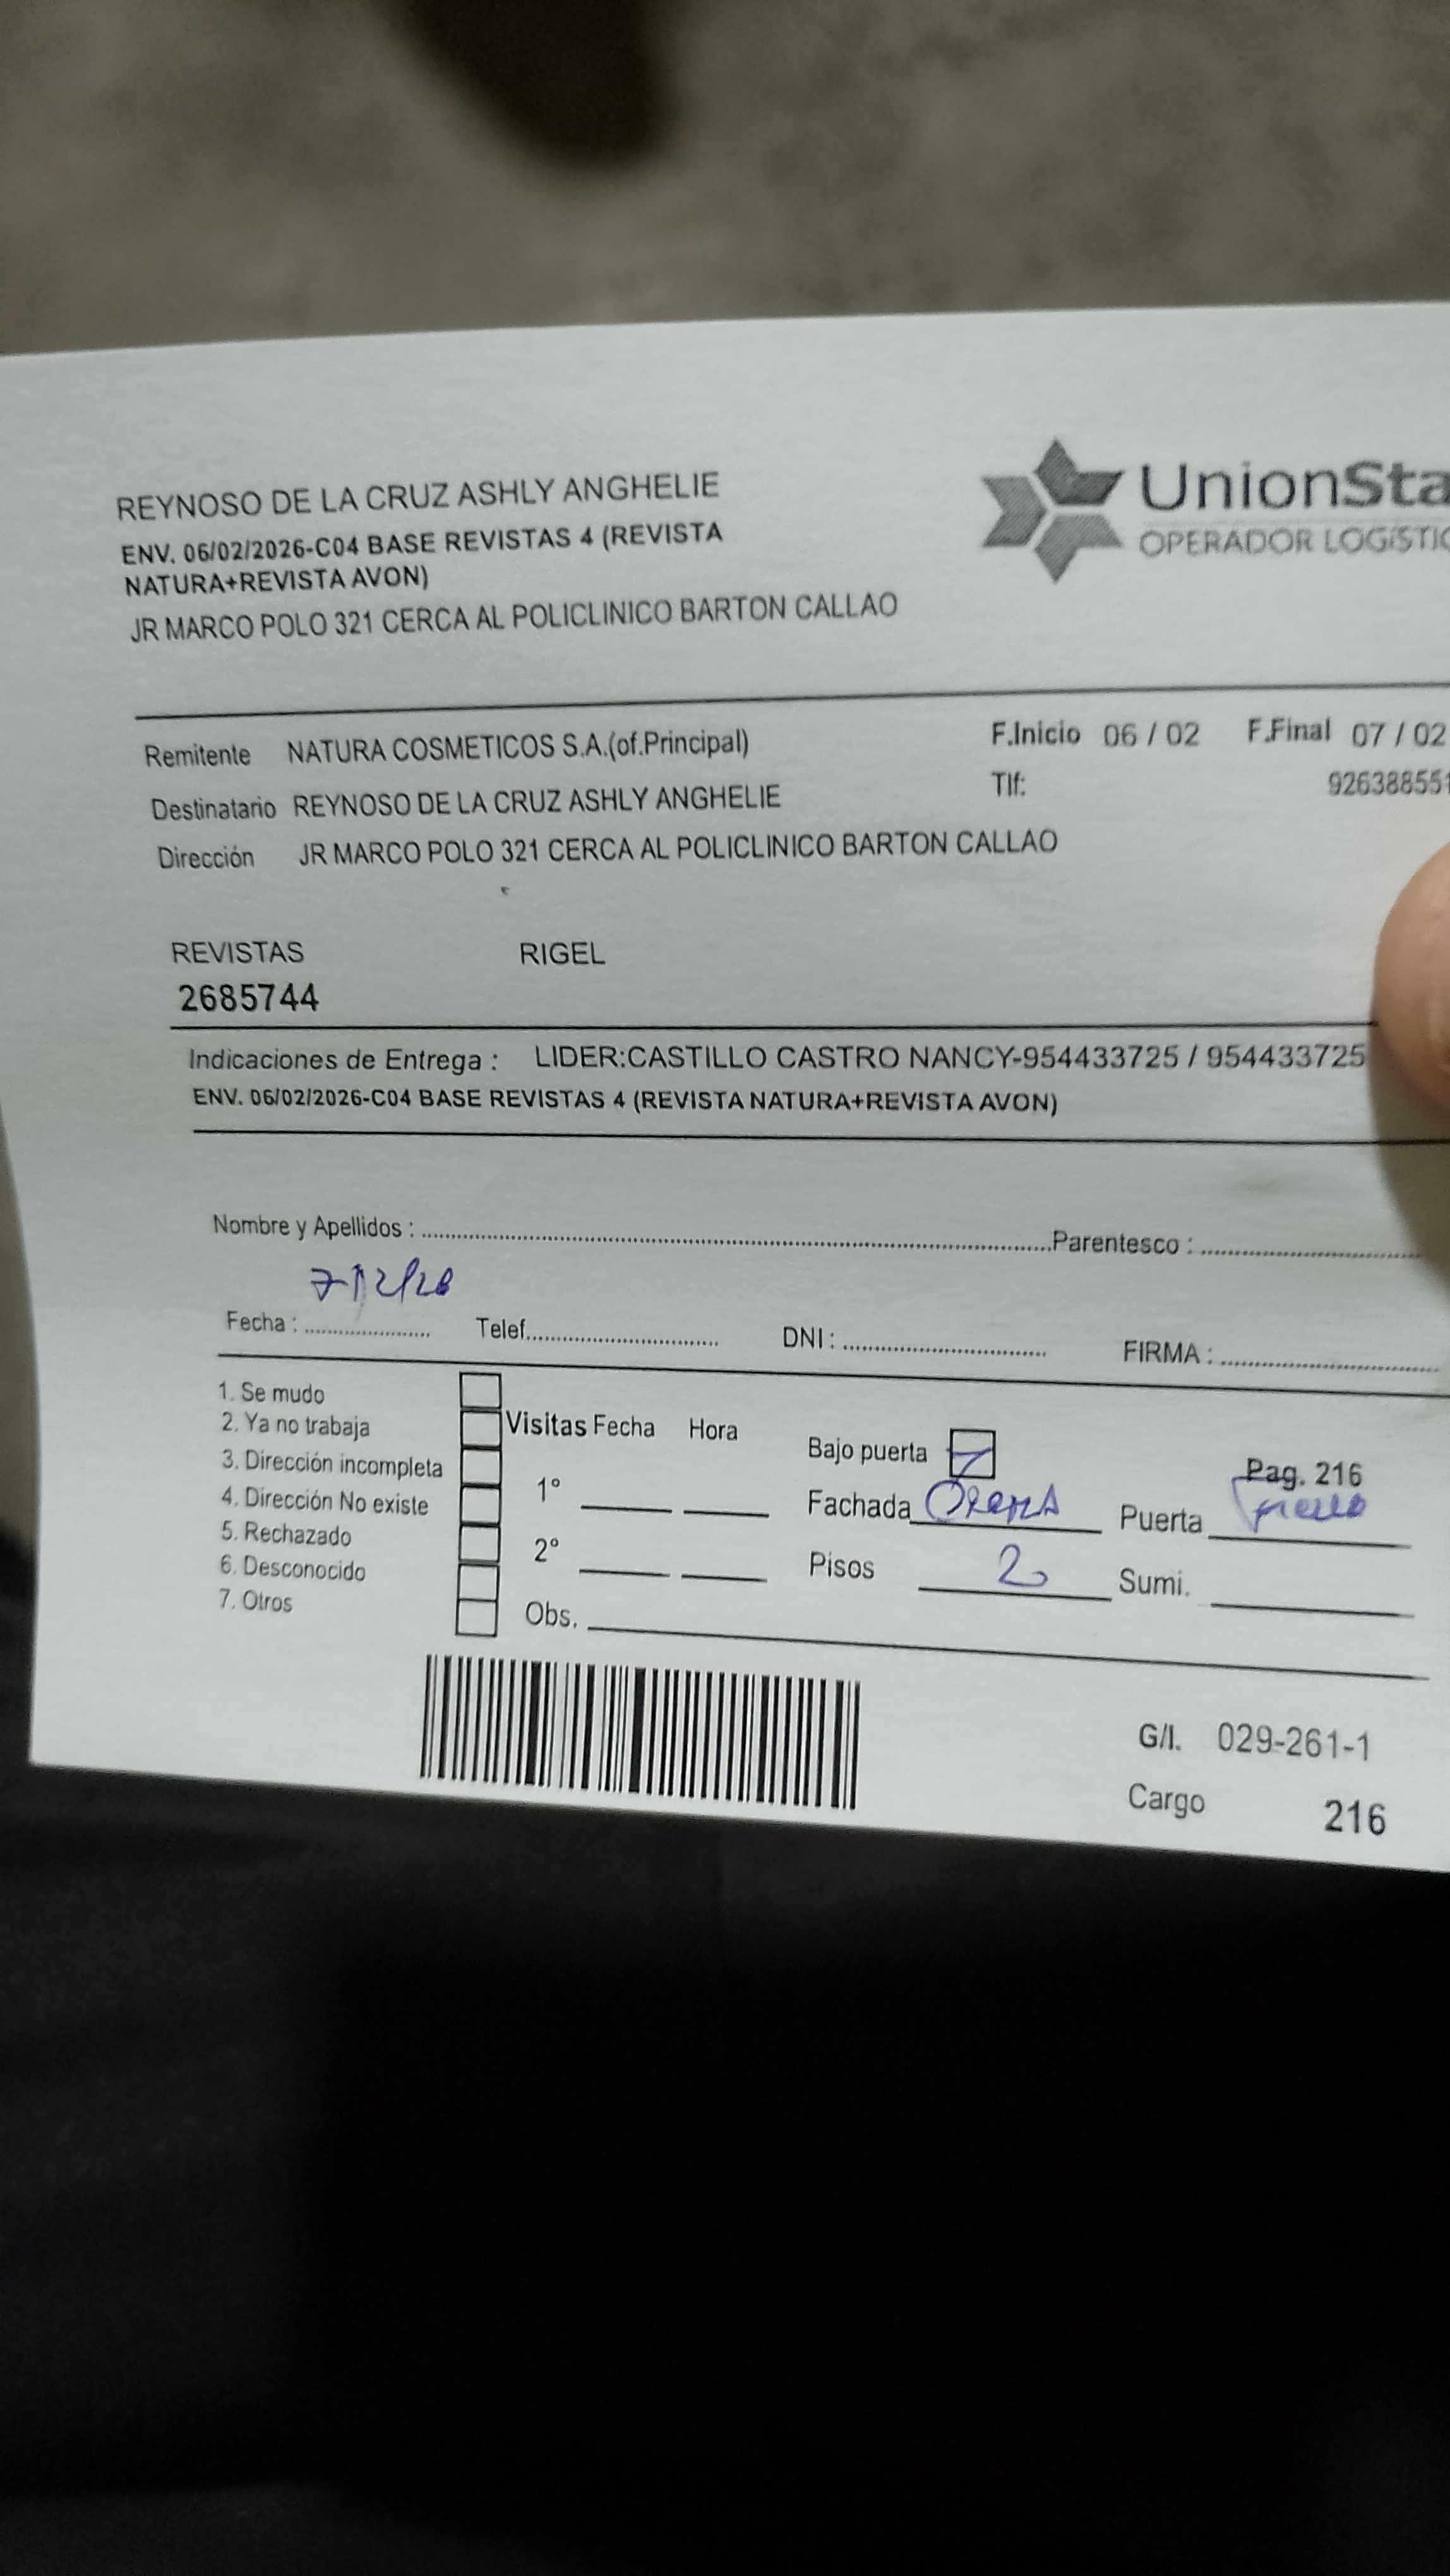 REYNOSO DE LA CRUZ ASHLY ANGHELIE
ENV. 06/02/2026-C04 BASE REVISTAS 4 (REVISTA
NATURA+REVISTA AVON)
JR MARCO POLO 321 CERCA AL POLICLINICO BARTON CALLAO
UnionSta
OPERADOR LOGÍSTIC
Remitente NATURA COSMETICOS S.A.(of.Principal) F.Inicio 06 / 02 F.Final 07 / 02
Destinatario REYNOSO DE LA CRUZ ASHLY ANGHELIE Tlf: 926388551
Dirección JR MARCO POLO 321 CERCA AL POLICLINICO BARTON CALLAO
REVISTAS RIGEL
2685744
Indicaciones de Entrega : LIDER:CASTILLO CASTRO NANCY-954433725 / 954433725
ENV. 06/02/2026-C04 BASE REVISTAS 4 (REVISTA NATURA+REVISTA AVON)
Nombre y Apellidos : Parentesco :
Fecha : 7/2/26 Telef. DNI : FIRMA :
1. Se mudo
2. Ya no trabaja
3. Dirección incompleta
4. Dirección No existe
5. Rechazado
6. Desconocido
7. Otros
Visitas Fecha Hora
1°
2°
Obs.
Bajo puerta
Pag. 216
Fachada Puerta
Pisos 2 Sumi.
G/I. 029-261-1
Cargo 216